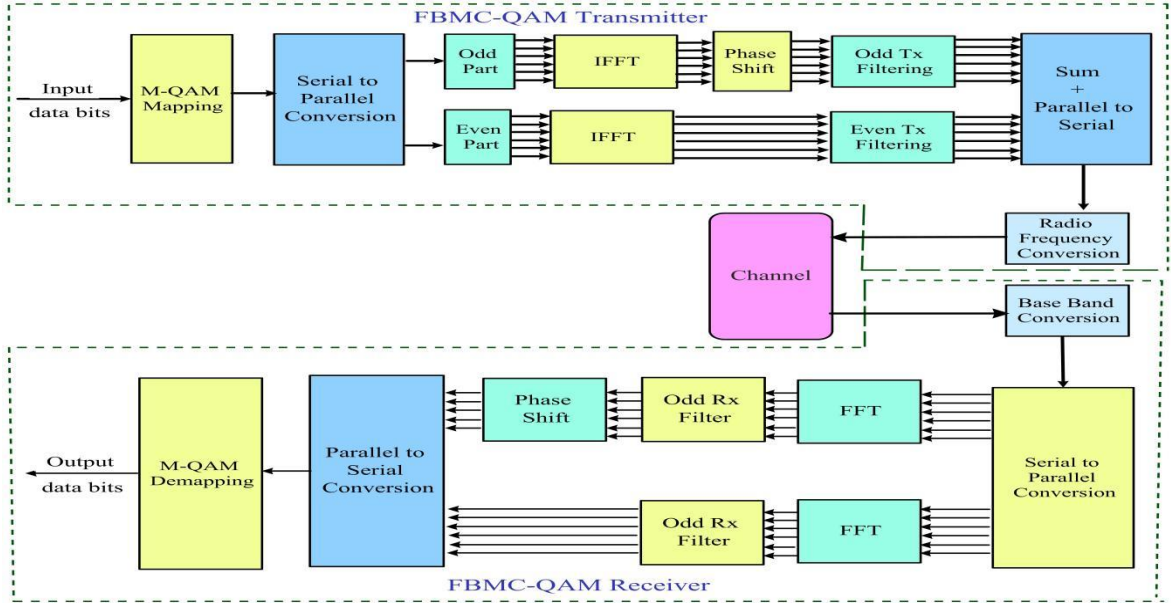 FBMC-QAM Transmitter
Input
data bits
M-QAM
Mapping
Serial to
Parallel
Conversion
Odd
Part
IFFT
Phase
Shift
Odd Tx
Filtering
Even
Part
IFFT
Even Tx
Filtering
Sum
+
Parallel to
Serial
Radio
Frequency
Conversion
Channel
Base Band
Conversion
Serial to
Parallel
Conversion
FFT
Odd Rx
Filter
Phase
Shift
FFT
Odd Rx
Filter
Parallel to
Serial
Conversion
M-QAM
Demapping
Output
data bits
FBMC-QAM Receiver